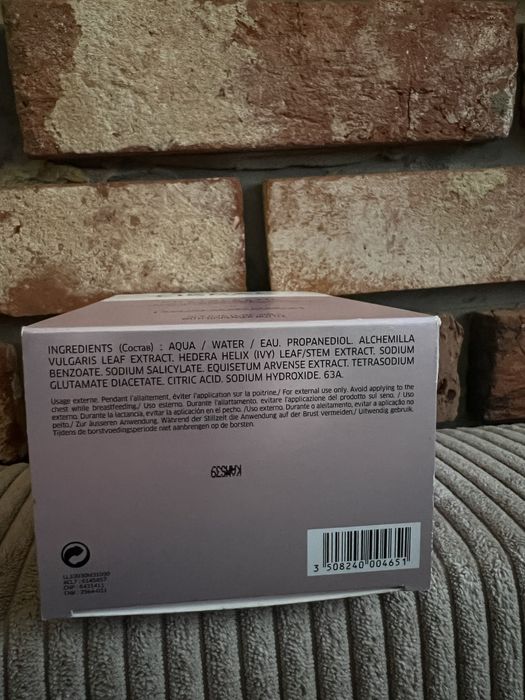 INGREDIENTS (Состав) : AQUA / WATER / EAU. PROPANEDIOL. ALCHEMILLA
VULGARIS LEAF EXTRACT. HEDERA HELIX (IVY) LEAF/STEM EXTRACT. SODIUM
BENZOATE. SODIUM SALICYLATE. EQUISETUM ARVENSE EXTRACT. TETRASODIUM
GLUTAMATE DIACETATE. CITRIC ACID. SODIUM HYDROXIDE. 63A.
Usage externe. Pendant l'allaitement, éviter l'application sur la poitrine./ For external use only. Avoid applying to the
chest while breastfeeding./ Uso esterno. Durante l'allattamento, evitare l'applicazione del prodotto sul seno. / Uso
externo. Durante la lactancia, evitar la aplicación en el pecho. /Uso externo. Durante o aleitamento, evitar a aplicação no
peito./ Zur äusseren Anwendung. Während der Stillzeit die Anwendung auf der Brust vermeiden./ Uitwendig gebruik.
Tijdens de borstvoedingsperiode niet aanbrengen op de borsten.
KAMS39
3 508240 004651